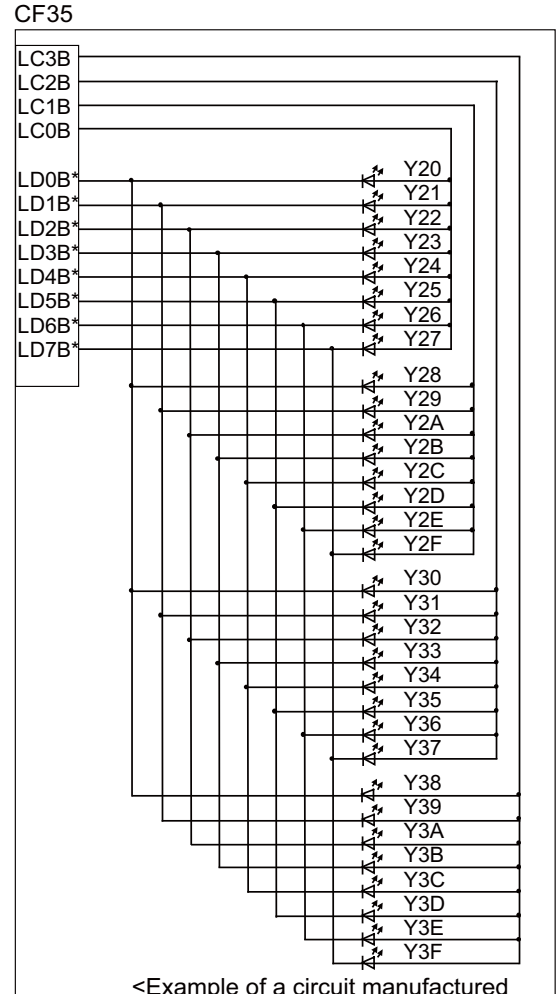 CF35
LC3B
LC2B
LC1B
LC0B
LD0B*
LD1B*
LD2B*
LD3B*
LD4B*
LD5B*
LD6B*
LD7B*
Y20
Y21
Y22
Y23
Y24
Y25
Y26
Y27
Y28
Y29
Y2A
Y2B
Y2C
Y2D
Y2E
Y2F
Y30
Y31
Y32
Y33
Y34
Y35
Y36
Y37
Y38
Y39
Y3A
Y3B
Y3C
Y3D
Y3E
Y3F
<Example of a circuit manufactured